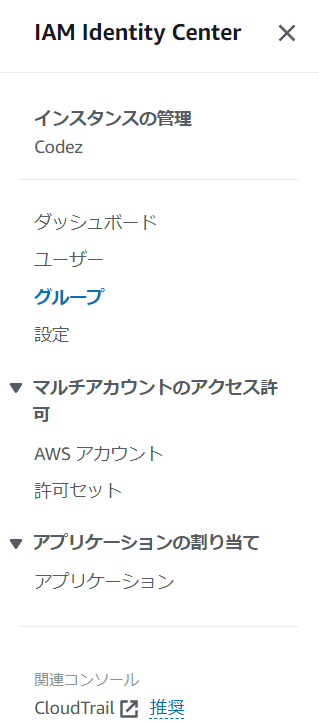 IAM Identity Center
インスタンスの管理
Codez
ダッシュボード
ユーザー
グループ
設定
マルチアカウントのアクセス許
可
AWS アカウント
許可セット
アプリケーションの割り当て
アプリケーション
関連コンソール
CloudTrail 推奨